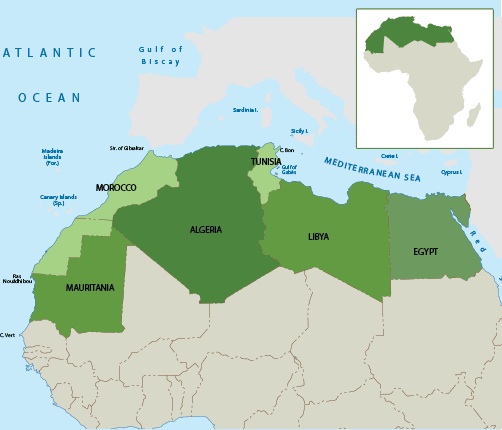 ATLANTIC
OCEAN
Gulf of
Biscay
Sardinia I.
Sicily I.
Madeira
Islands
(Por.)
Str. of Gibraltar
C. Bon
TUNISIA
Gulf of
Gabès
Crete I.
Cyprus I.
MEDITERRANEAN SEA
MOROCCO
Canary Islands
(Sp.)
ALGERIA
LIBYA
EGYPT
Red
Ras
Nouâdhibou
MAURITANIA
C. Vert